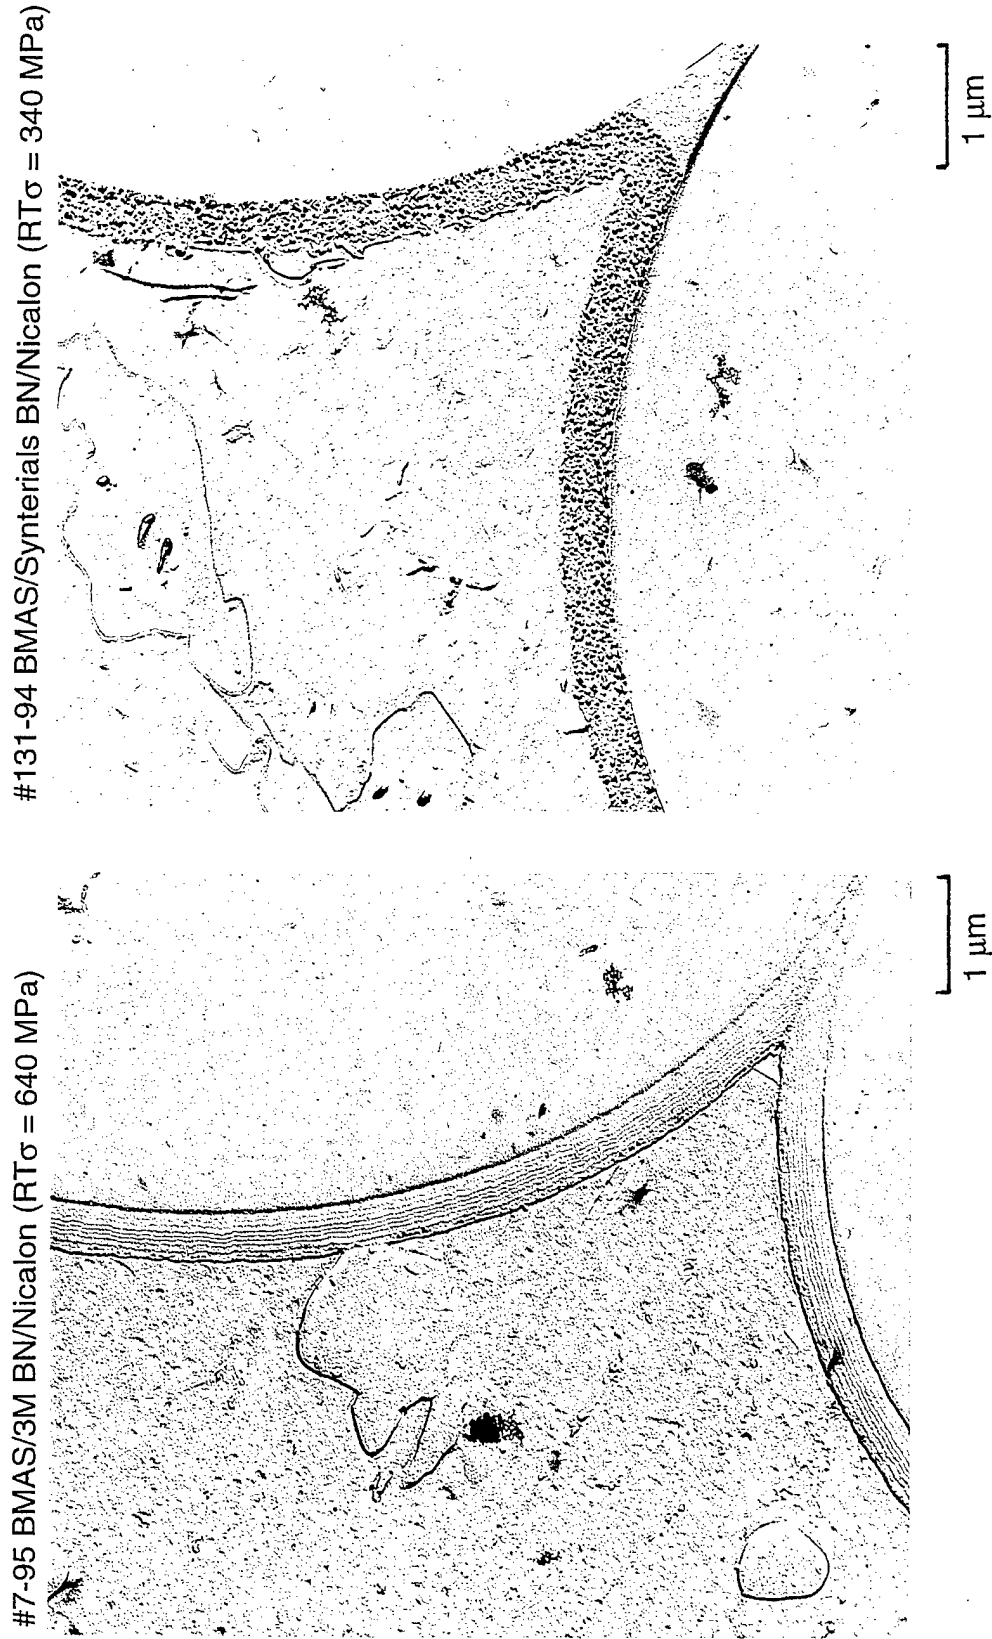 #7-95 BMAS/3M BN/Nicalon (RTσ = 640 MPa)
1 μm
#131-94 BMAS/Synterials BN/Nicalon (RTσ = 340 MPa)
1 μm